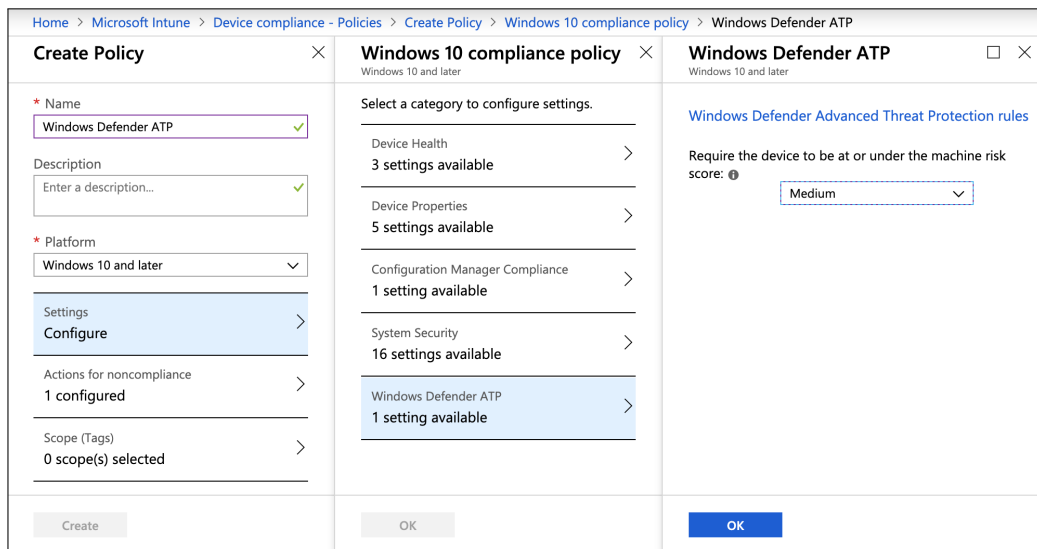 Home > Microsoft Intune > Device compliance - Policies > Create Policy > Windows 10 compliance policy > Windows Defender ATP
Create Policy
* Name
Windows Defender ATP
Description
Enter a description...
* Platform
Windows 10 and later
Settings
Configure
Actions for noncompliance
1 configured
Scope (Tags)
0 scope(s) selected
Create
Windows 10 compliance policy
Windows 10 and later
Select a category to configure settings.
Device Health
3 settings available
Device Properties
5 settings available
Configuration Manager Compliance
1 setting available
System Security
16 settings available
Windows Defender ATP
1 setting available
OK
Windows Defender ATP
Windows 10 and later
Windows Defender Advanced Threat Protection rules
Require the device to be at or under the machine risk
score:
Medium
OK